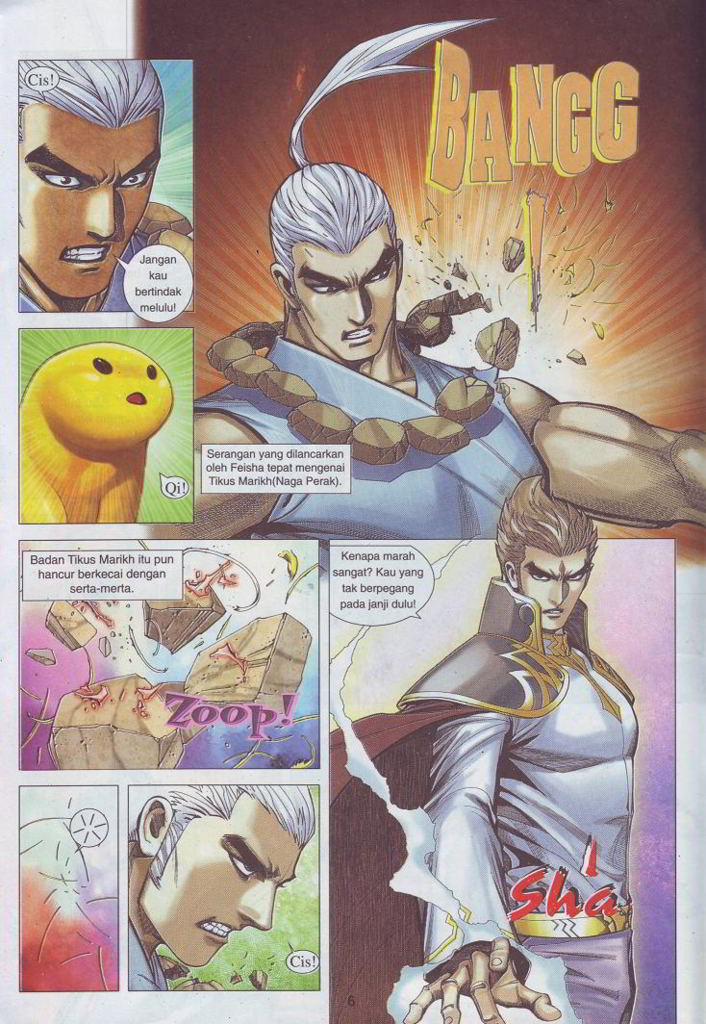 Cis!
Jangan
kau
bertindak
melulu!
BANGG
Qi!
Serangan yang dilancarkan
oleh Feisha tepat mengenai
Tikus Marikh(Naga Perak).
Badan Tikus Marikh itu pun
hancur berkecai dengan
serta-merta.
Zoop!
Kenapa marah
sangat? Kau yang
tak berpegang
pada janji dulu!
Sha
Cis!
6